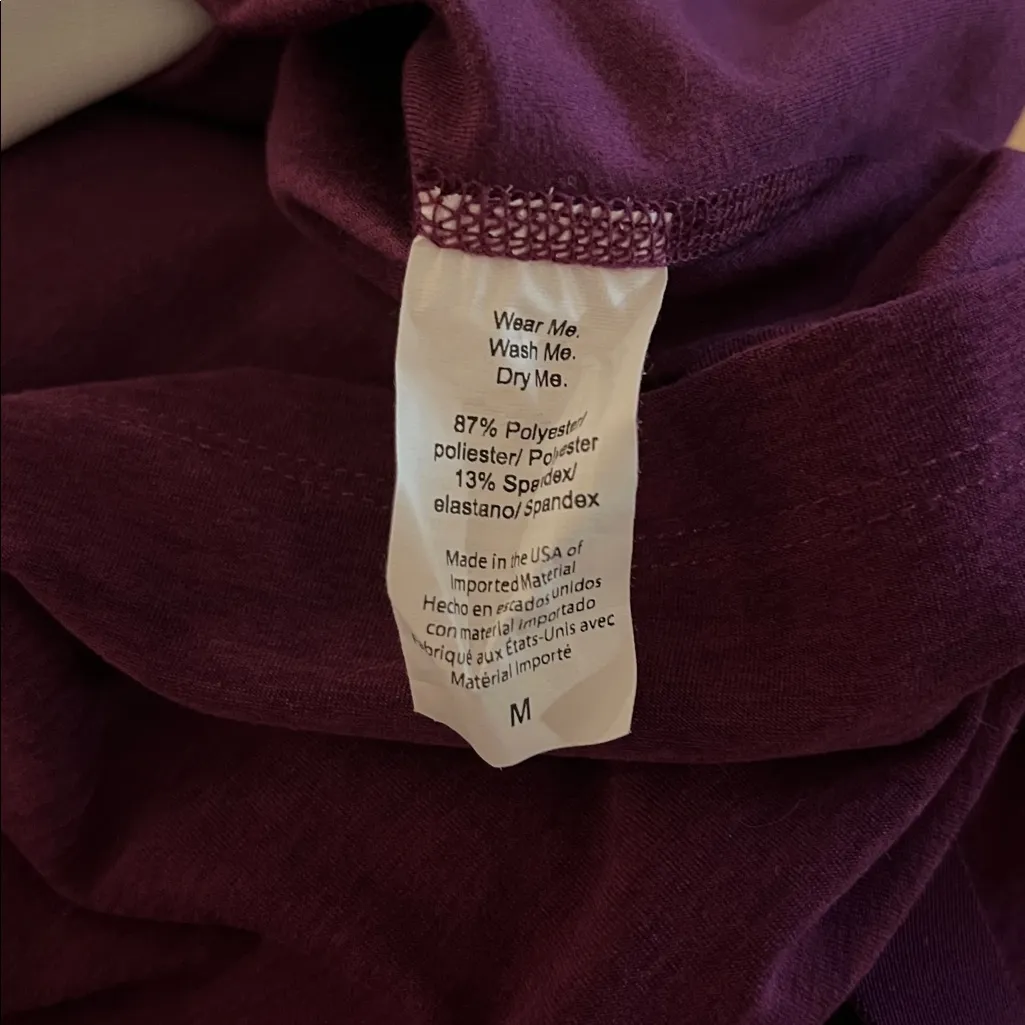 Wear Me.
Wash Me.
Dry Me.
87% Polyester/
poliester/ Polyester
13% Spandex/
elastano/ Spandex
Made in the USA of
Imported Material
Hecho en estados unidos
con material importado
Fabriqué aux États-Unis avec
Matérial Importé
M